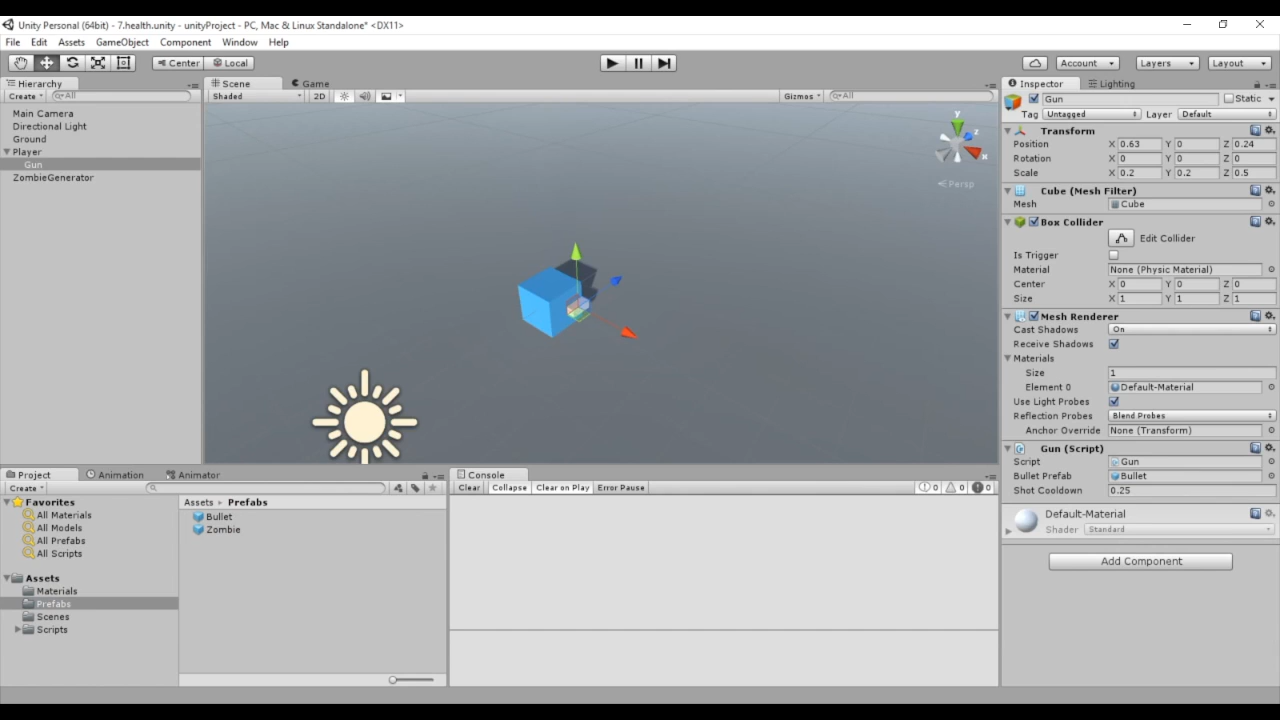 Unity Personal (64bit) - 7.health.unity - unityProject - PC, Mac & Linux Standalone* <DX11>
File Edit Assets GameObject Component Window Help
Center Local Account Layers Layout
Hierarchy
Create All
Main Camera
Directional Light
Ground
Player
Gun
ZombieGenerator
Scene Game
Shaded 2D Gizmos All
y
z
x
Persp
Inspector Lighting
Gun Static
Tag Untagged Layer Default
Transform
Position X 0.63 Y 0 Z 0.24
Rotation X 0 Y 0 Z 0
Scale X 0.2 Y 0.2 Z 0.5
Cube (Mesh Filter)
Mesh Cube
Box Collider
Edit Collider
Is Trigger
Material None (Physic Material)
Center X 0 Y 0 Z 0
Size X 1 Y 1 Z 1
Mesh Renderer
Cast Shadows On
Receive Shadows
Materials
Size 1
Element 0 Default-Material
Use Light Probes
Reflection Probes Blend Probes
Anchor Override None (Transform)
Gun (Script)
Script Gun
Bullet Prefab Bullet
Shot Cooldown 0.25
Default-Material
Shader Standard
Add Component
Project Animation Animator
Create
Favorites
All Materials
All Models
All Prefabs
All Scripts
Assets
Materials
Prefabs
Scenes
Scripts
Assets Prefabs
Bullet
Zombie
Console
Clear Collapse Clear on Play Error Pause 0 0 0